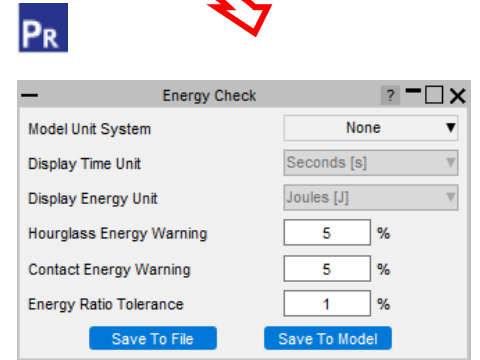 PR
Energy Check ?
Model Unit System None
Display Time Unit Seconds [s]
Display Energy Unit Joules [J]
Hourglass Energy Warning 5 %
Contact Energy Warning 5 %
Energy Ratio Tolerance 1 %
Save To File Save To Model